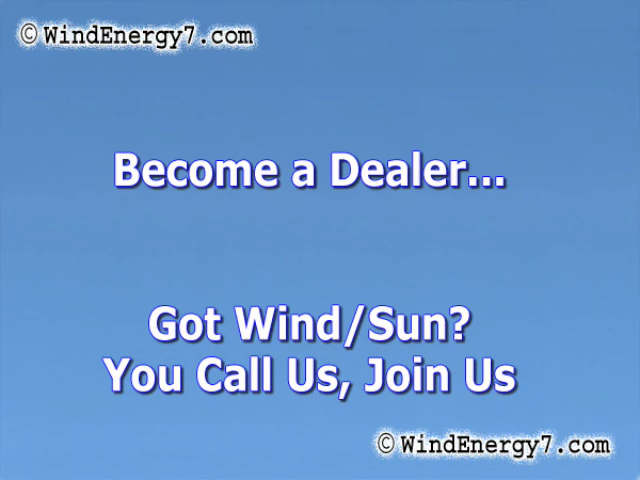 © WindEnergy7.com
Become a Dealer...
Got Wind/Sun?
You Call Us, Join Us
© WindEnergy7.com